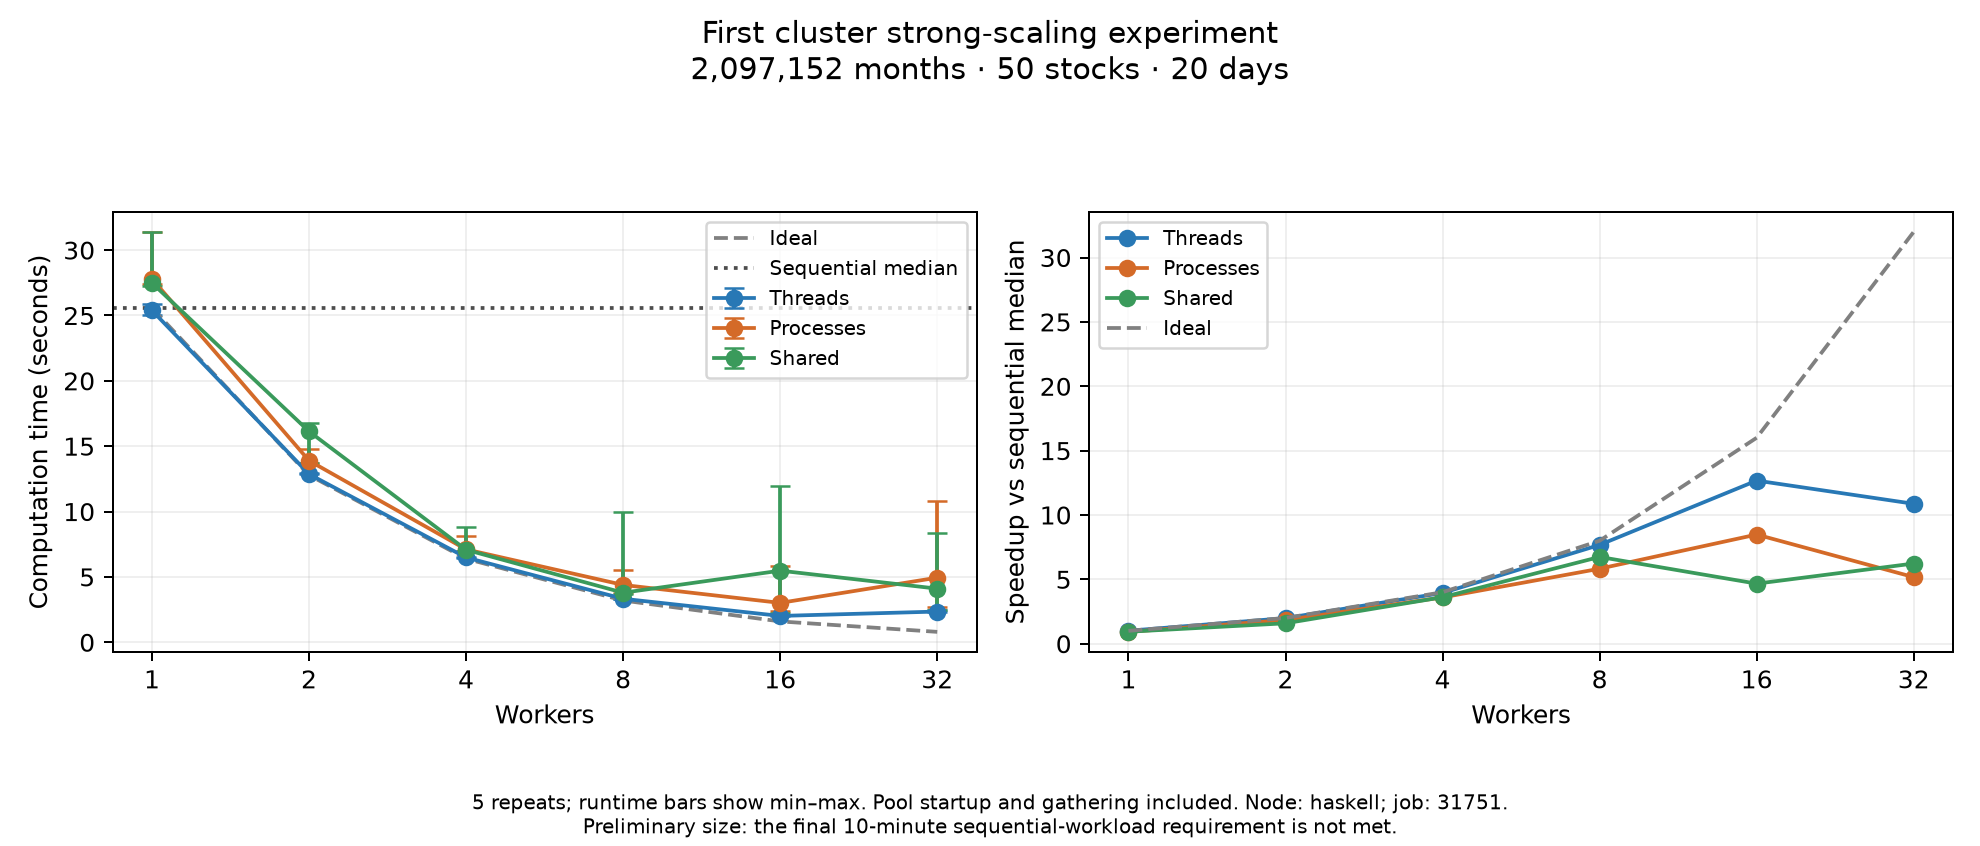 First cluster strong-scaling experiment
2,097,152 months · 50 stocks · 20 days
Computation time (seconds)
30
25
20
15
10
5
0
1 2 4 8 16 32
Workers
Ideal
Sequential median
Threads
Processes
Shared
Speedup vs sequential median
30
25
20
15
10
5
0
1 2 4 8 16 32
Workers
Threads
Processes
Shared
Ideal
5 repeats; runtime bars show min–max. Pool startup and gathering included. Node: haskell; job: 31751.
Preliminary size: the final 10-minute sequential-workload requirement is not met.